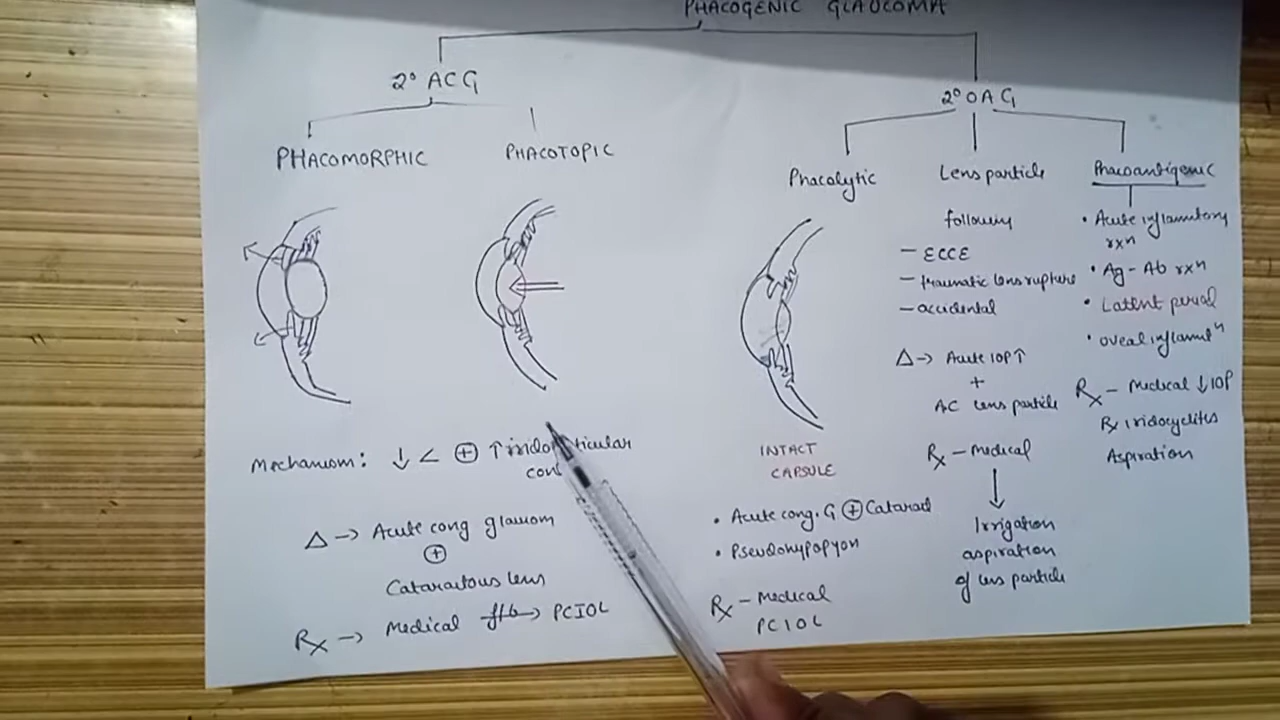 PHACOGENIC GLAUCOMA
2° ACG
PHACOMORPHIC
PHACOTOPIC
Mechanism: ↓ < ⊕ ↑
Δ → Acute cong glaucom
⊕
Cataractous lens
Rx → Medical f/b → PCIOL
2° OAG
Phacolytic
INTACT
CAPSULE
• Acute cong. G ⊕ Cataract
• Pseudohypopyon
Rx - Medical
PCIOL
Lens particle
following
- ECCE
- traumatic lens rupture
- accidental
Δ → Acute IOP ↑
+
AC lens particle
Rx - Medical
↓
Irrigation
aspiration
of lens particle
Phacoantigenic
• Acute inflammtory
rxn
• Ag-Ab rxn
• Latent period
• uveal inflammn
Rx - Medical ↓ IOP
Rx iridocyclites
Aspiration